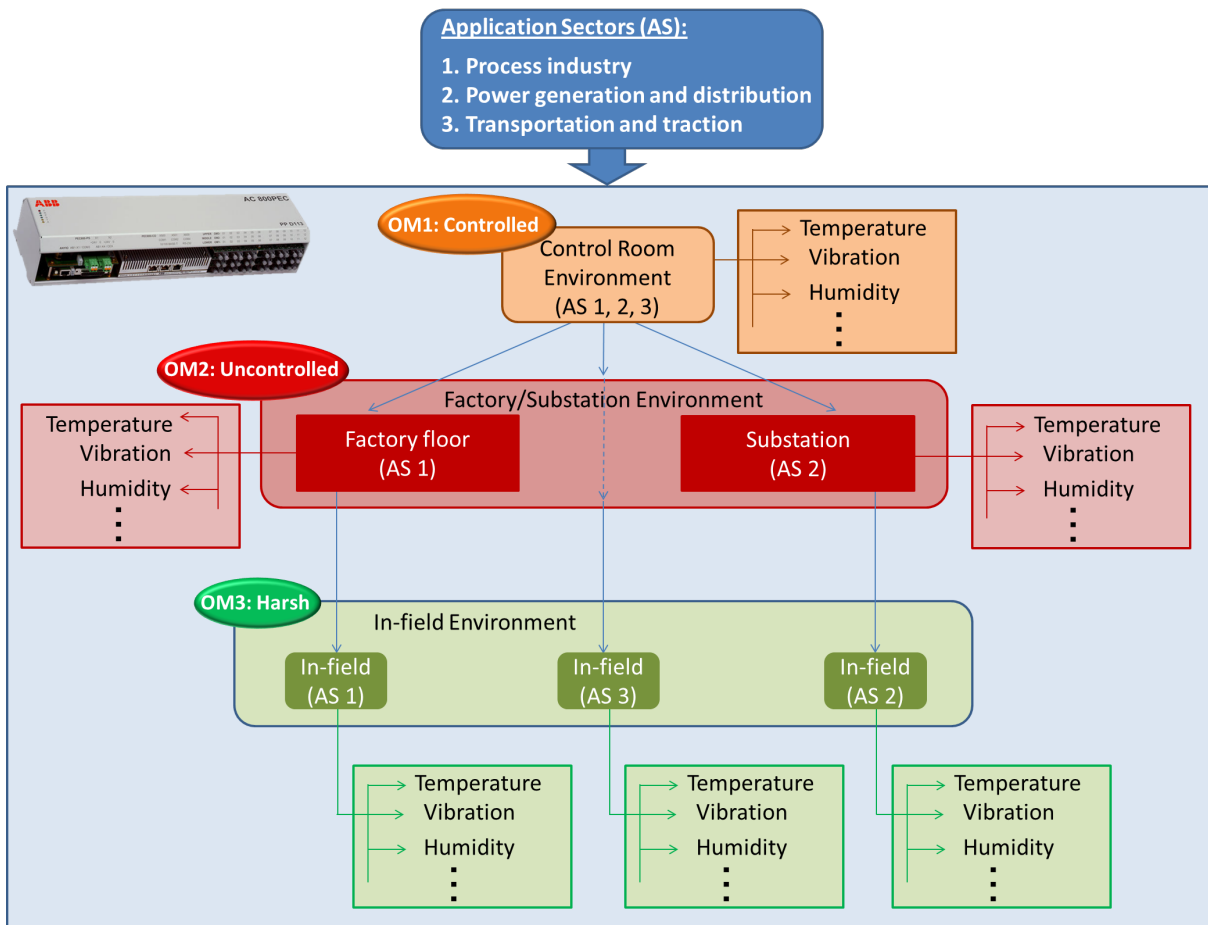 Application Sectors (AS):
1. Process industry
2. Power generation and distribution
3. Transportation and traction
ABB
AC 800PEC
PP D113
OM1: Controlled
Control Room
Environment
(AS 1, 2, 3)
Temperature
Vibration
Humidity
OM2: Uncontrolled
Factory/Substation Environment
Temperature
Vibration
Humidity
Factory floor
(AS 1)
Substation
(AS 2)
Temperature
Vibration
Humidity
OM3: Harsh
In-field Environment
In-field
(AS 1)
In-field
(AS 3)
In-field
(AS 2)
Temperature
Vibration
Humidity
Temperature
Vibration
Humidity
Temperature
Vibration
Humidity